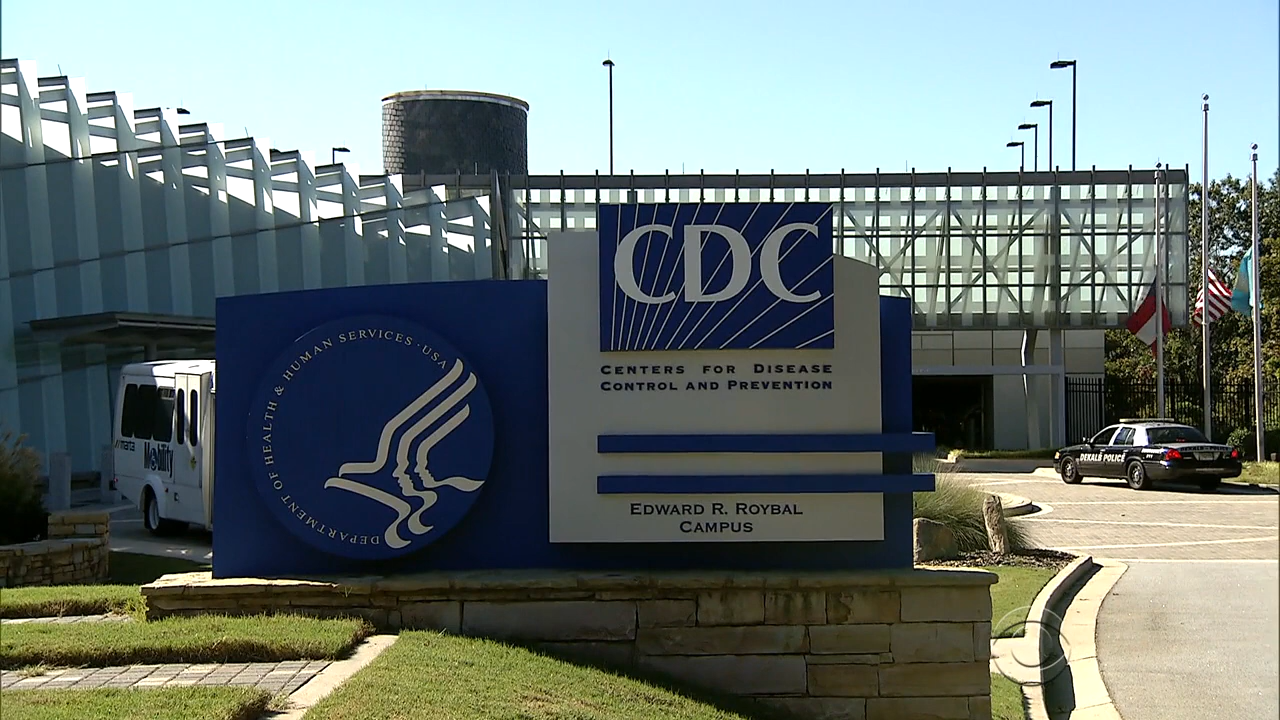 DEPARTMENT OF HEALTH & HUMAN SERVICES · USA
CDC
CENTERS FOR DISEASE
CONTROL AND PREVENTION
EDWARD R. ROYBAL
CAMPUS
marta
Mobility
DEKALB POLICE